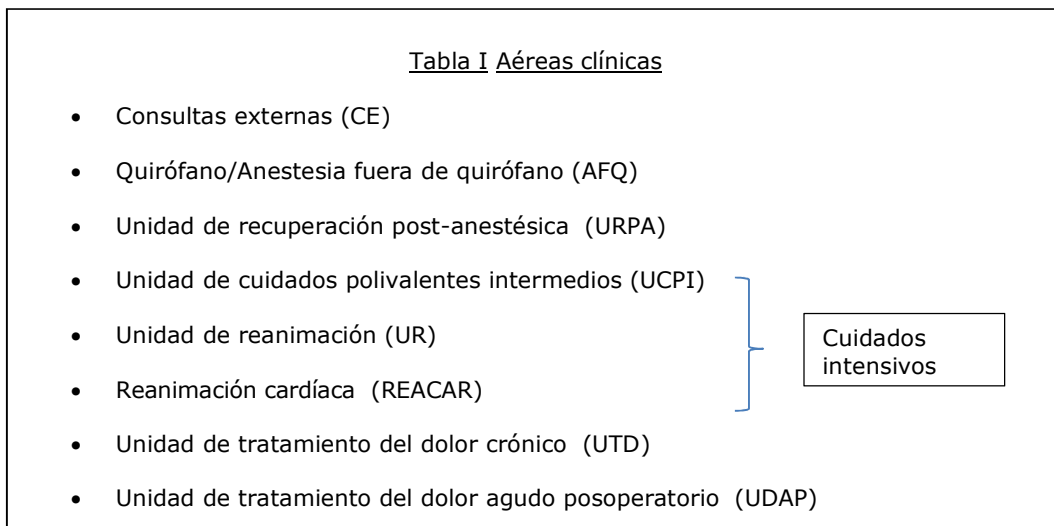 Tabla I Aéreas clínicas
• Consultas externas (CE)
• Quirófano/Anestesia fuera de quirófano (AFQ)
• Unidad de recuperación post-anestésica (URPA)
• Unidad de cuidados polivalentes intermedios (UCPI)
• Unidad de reanimación (UR)
• Reanimación cardíaca (REACAR)
Cuidados
intensivos
• Unidad de tratamiento del dolor crónico (UTD)
• Unidad de tratamiento del dolor agudo posoperatorio (UDAP)